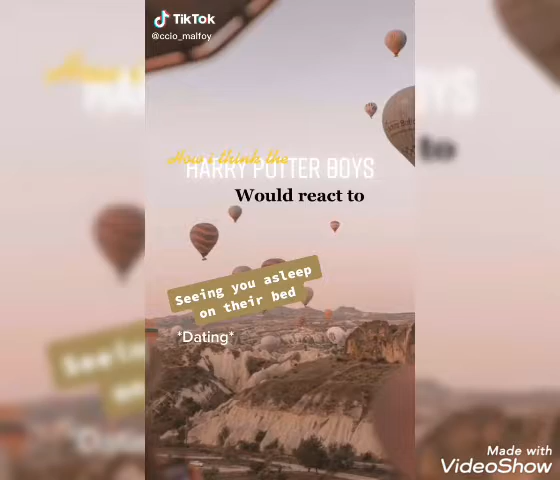 TikTok
@ccio_malfoy
How i think the
HARRY POTTER BOYS
Would react to
Seeing you asleep
on their bed
*Dating*
Made with
VideoShow